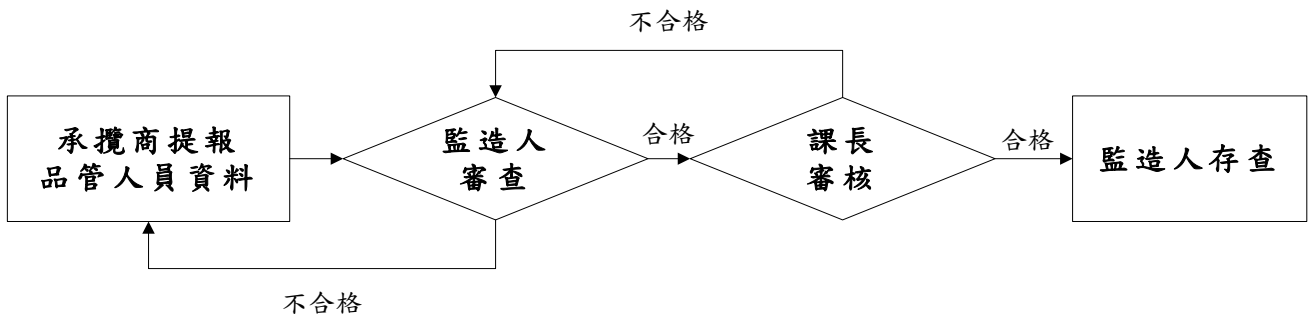 不合格
承攬商提報
品管人員資料
監造人
審查
合格
課長
審核
合格
監造人存查
不合格